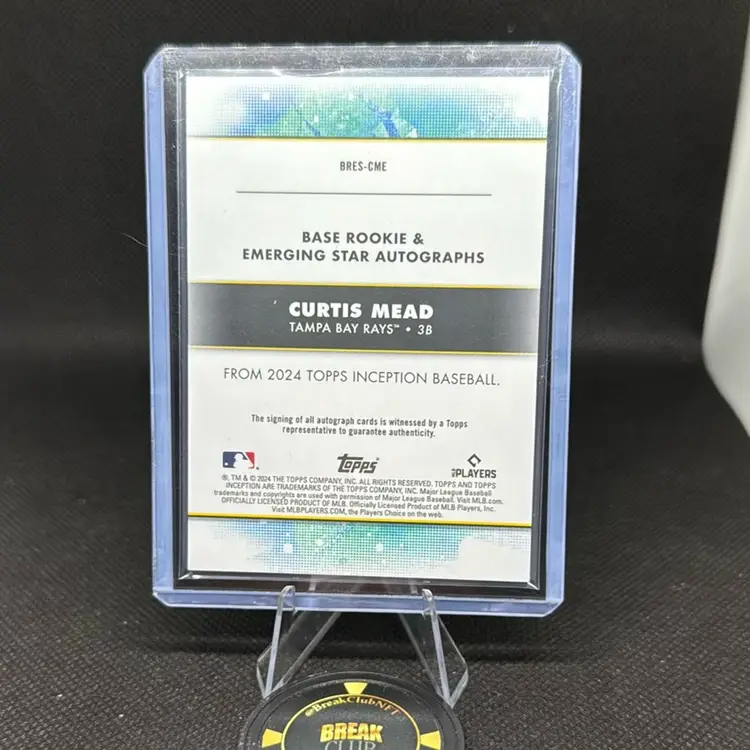 BRES-CME
BASE ROOKIE &
EMERGING STAR AUTOGRAPHS
CURTIS MEAD
TAMPA BAY RAYS™ • 3B
FROM 2024 TOPPS INCEPTION BASEBALL.
The signing of all autograph cards is witnessed by a Topps
representative to guarantee authenticity.
topps
PLAYERS
®, TM & © 2024 THE TOPPS COMPANY, INC. ALL RIGHTS RESERVED. TOPPS AND TOPPS
INCEPTION ARE TRADEMARKS OF THE TOPPS COMPANY, INC. Major League Baseball
trademarks and copyrights are used with permission of Major League Baseball. Visit MLB.com.
OFFICIALLY LICENSED PRODUCT OF MLB. Officially Licensed Product of MLB Players, Inc.
Visit MLBPLAYERS.COM, the Players Choice on the web.
@BreakClubNFT
BREAK
CLUB